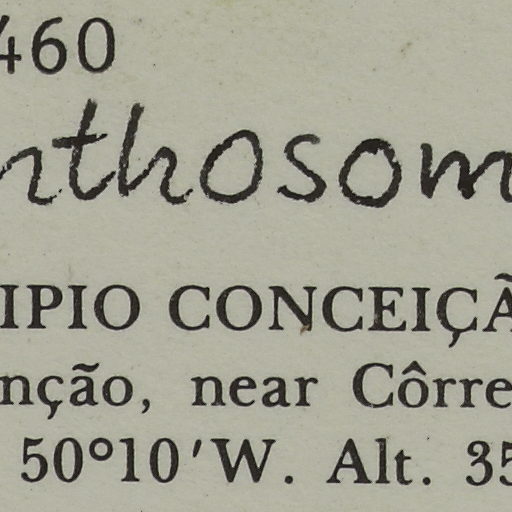 460
nthosom
IPIO CONCEIÇÃ
nção, near Côrre
50°10'W. Alt. 35